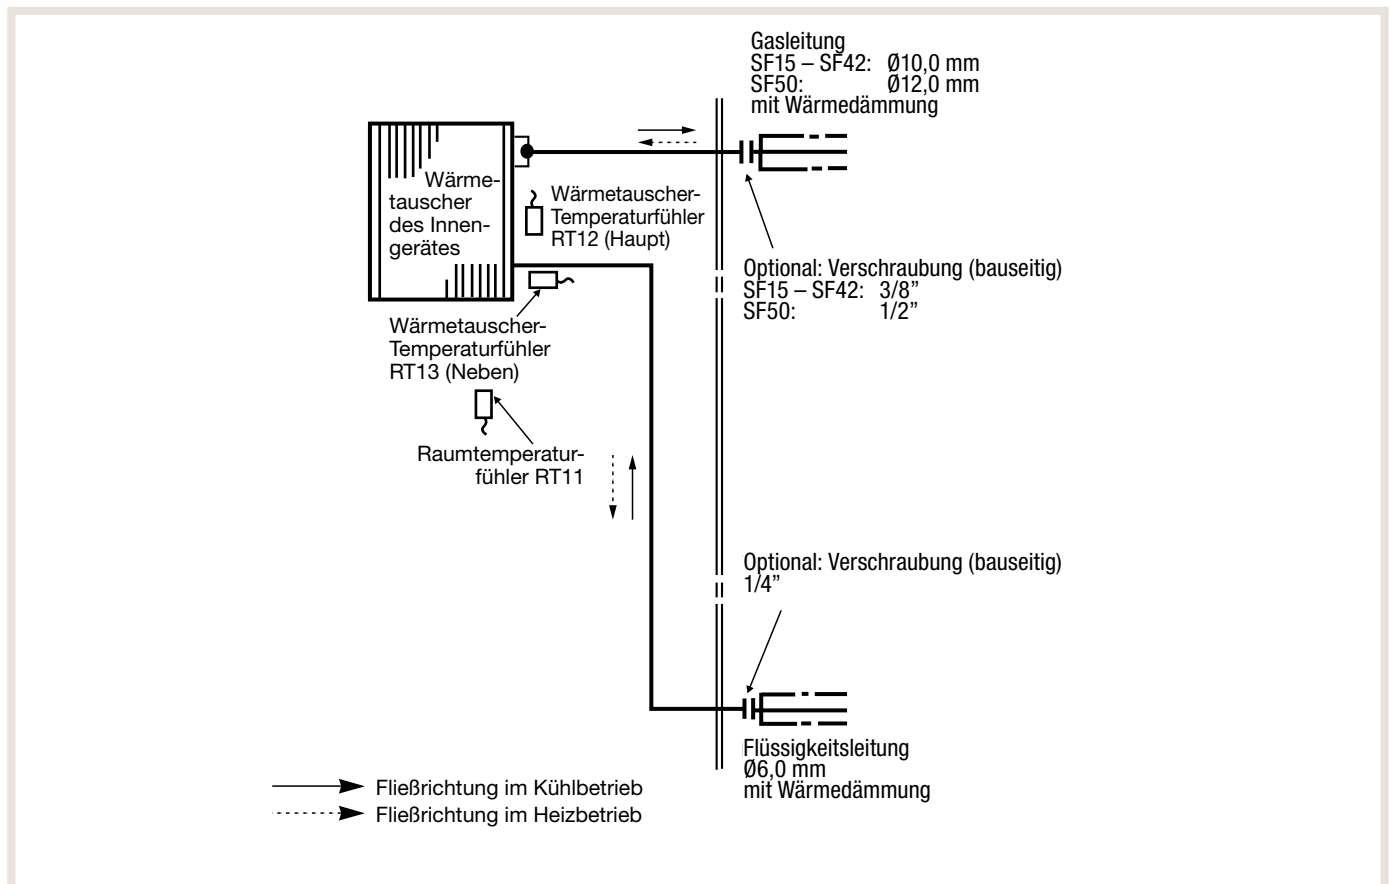 Gasleitung
SF15 – SF42: Ø10,0 mm
SF50: Ø12,0 mm
mit Wärmedämmung
Wärme-
tauscher
des Innen-
gerätes
Wärmetauscher-
Temperaturfühler
RT12 (Haupt)
Optional: Verschraubung (bauseitig)
SF15 – SF42: 3/8”
SF50: 1/2”
Wärmetauscher-
Temperaturfühler
RT13 (Neben)
Raumtemperatur-
fühler RT11
Optional: Verschraubung (bauseitig)
1/4”
Flüssigkeitsleitung
Ø6,0 mm
mit Wärmedämmung
Fließrichtung im Kühlbetrieb
Fließrichtung im Heizbetrieb